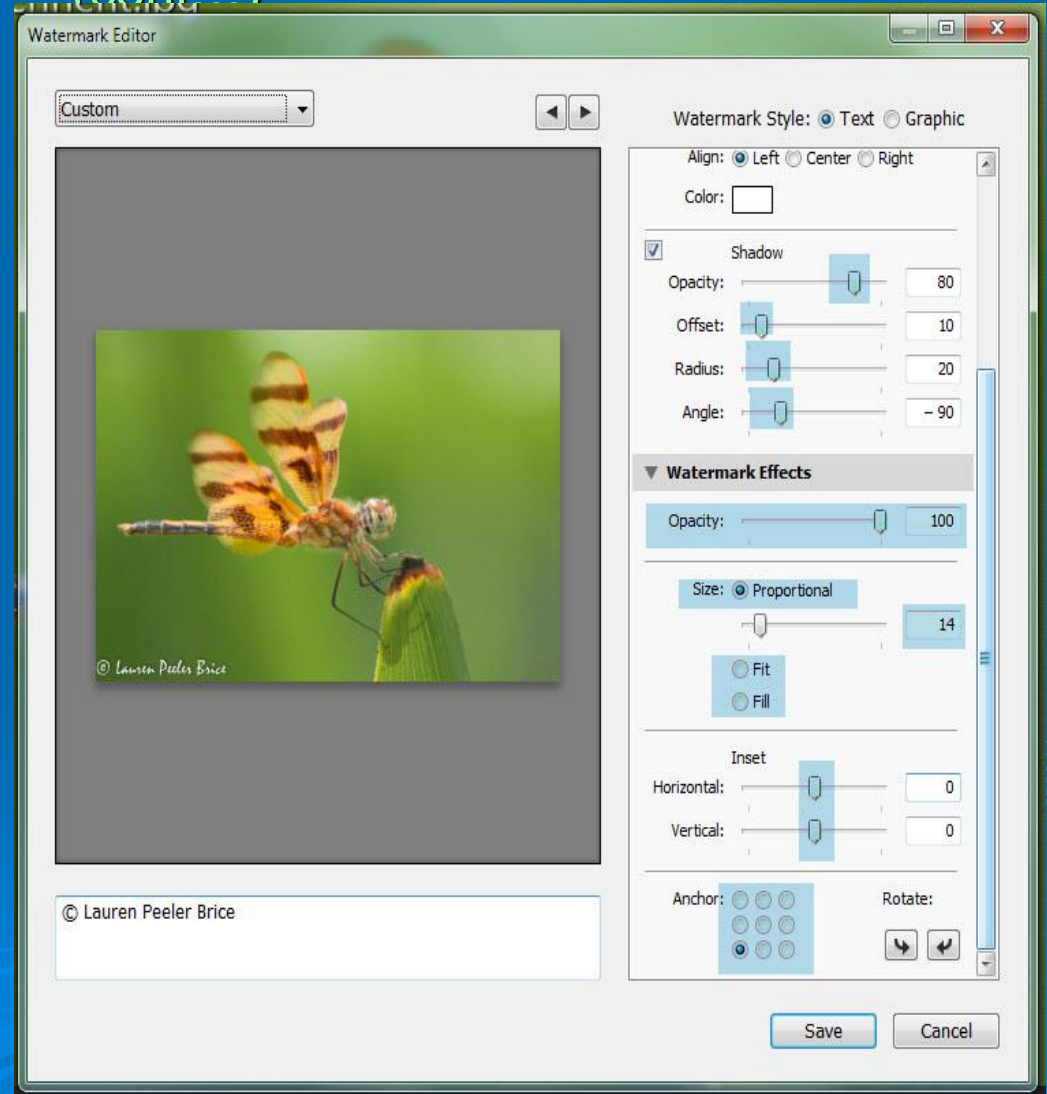 Watermark Editor
Custom
Watermark Style: Text Graphic
Align: Left Center Right
Color:
Shadow
Opacity: 80
Offset: 10
Radius: 20
Angle: – 90
Watermark Effects
Opacity: 100
Size: Proportional
14
Fit
Fill
Inset
Horizontal: 0
Vertical: 0
Anchor: Rotate:
© Lauren Peeler Brice
© Lauren Peeler Brice
Save Cancel